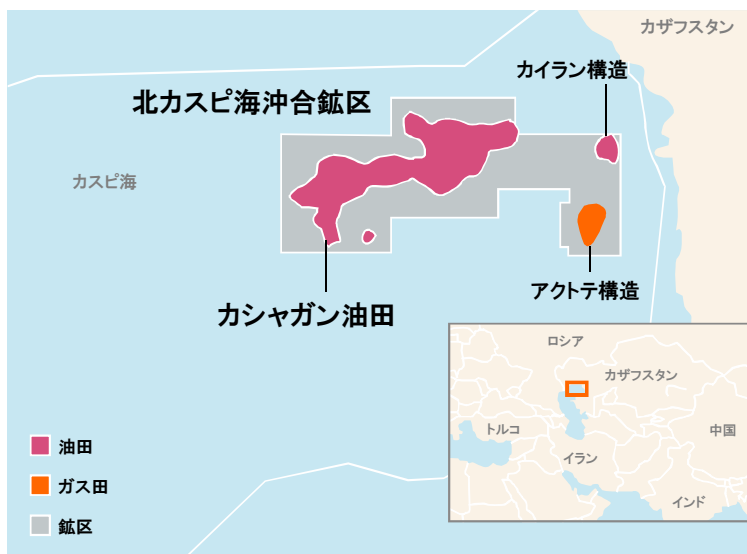 カザフスタン
カイラン構造
北カスピ海沖合鉱区
カスピ海
アクトテ構造
カシャガン油田
ロシア
カザフスタン
トルコ
中国
イラン
インド
油田
ガス田
鉱区